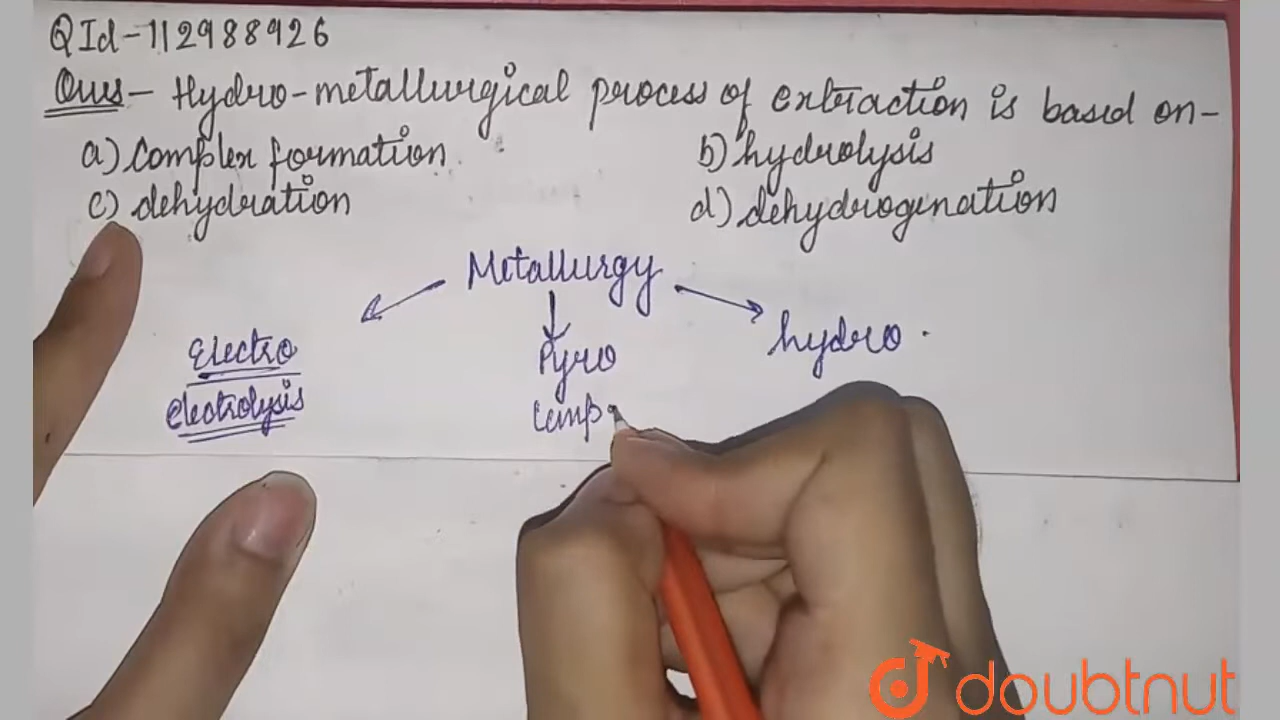 QId-112988926
Ques - Hydro-metallurgical process of extraction is based on-
a) complex formation. b) hydrolysis
c) dehydration d) dehydrogenation
Metallurgy
Electro Pyro hydro.
electrolysis temp
doubtnut